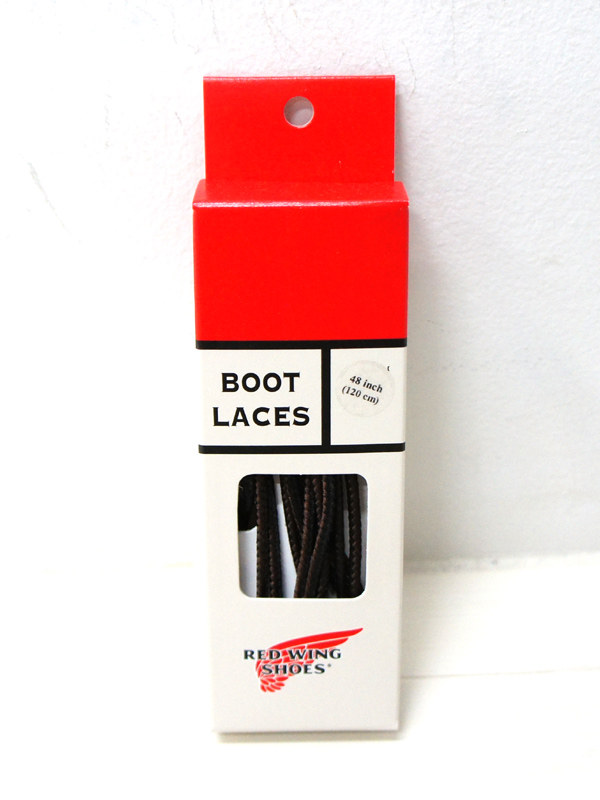 BOOT
LACES
48 inch
(120 cm)
RED WING
SHOES®